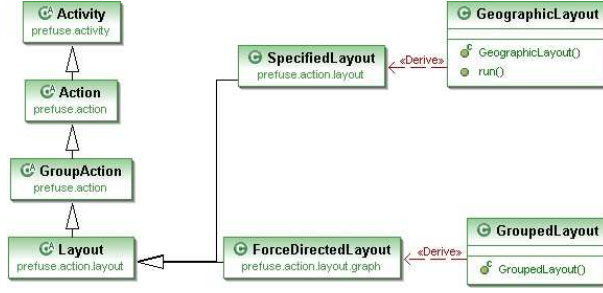 Activity
prefuse.activity
Action
prefuse.action
GroupAction
prefuse.action
Layout
prefuse.action.layout
SpecifiedLayout
prefuse.action.layout
«Derive»
GeographicLayout
GeographicLayout()
run()
ForceDirectedLayout
prefuse.action.layout.graph
«Derive»
GroupedLayout
GroupedLayout()